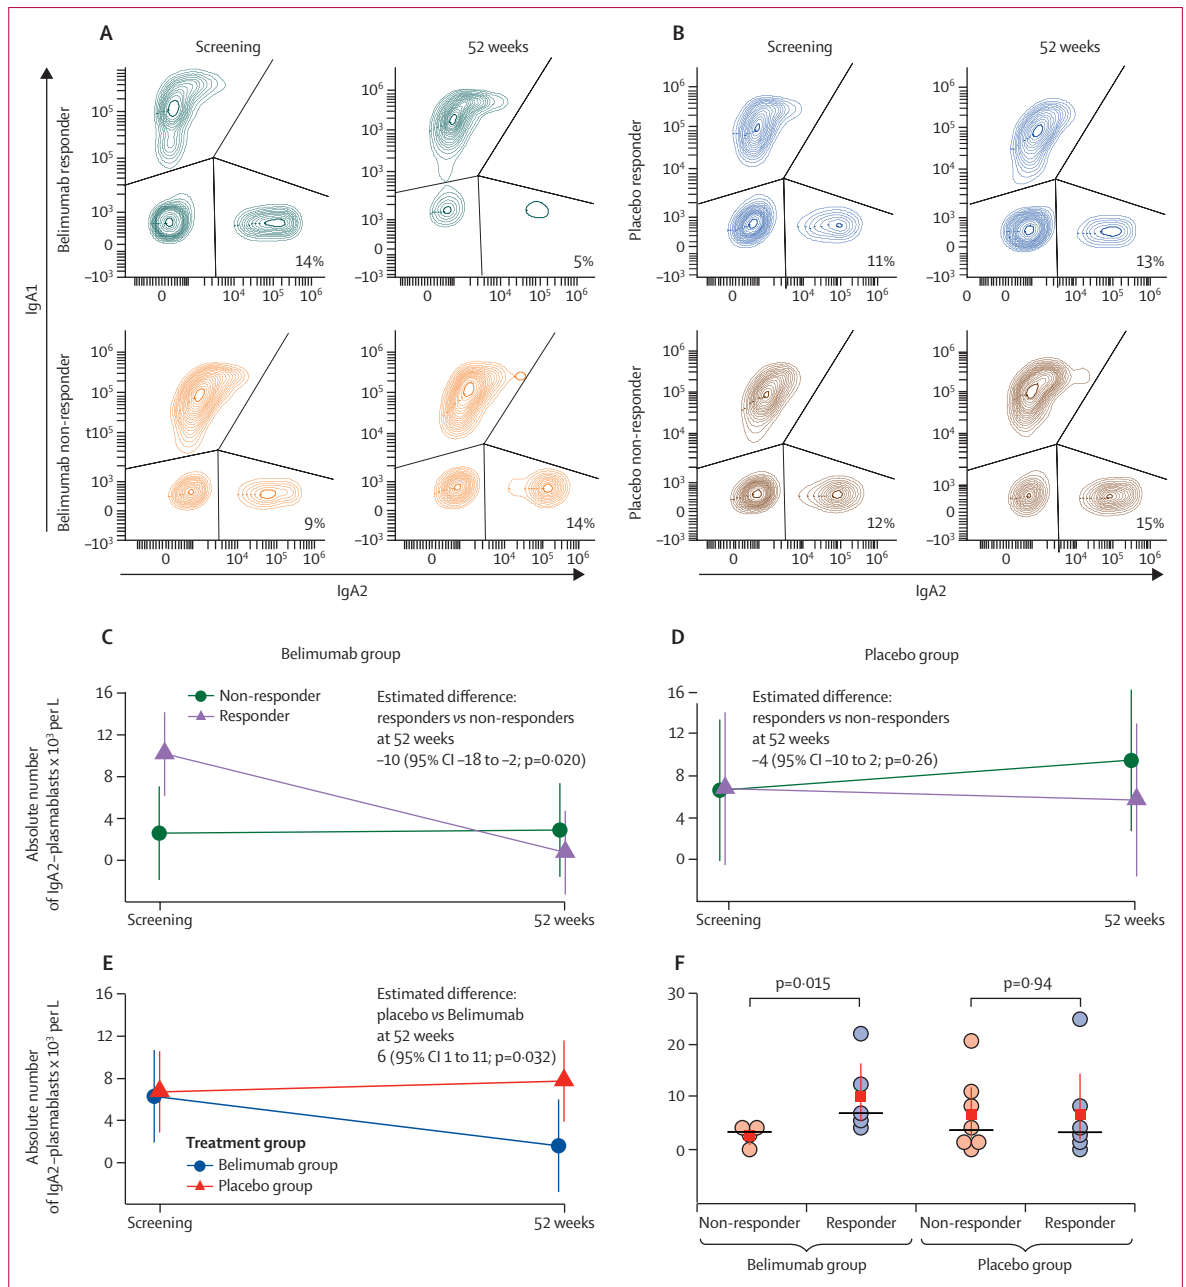 A
B
Screening
52 weeks
Screening
52 weeks
IgA1
Belimumab responder
10⁵
10⁵
10³
0
–10³
14%
0
10⁴
10⁵
10⁶
10⁶
10³
10³
0
–10³
5%
0
10⁴
10⁵
10⁶
Placebo responder
10⁶
10⁵
10⁴
10³
0
–10³
11%
0
10⁴
10⁵
10⁶
10⁶
10⁵
10⁴
10³
0
–10³
13%
0
0
10⁴
10⁵
10⁶
Belimumab non-responder
10⁶
10⁵
t10⁵
10³
0
–10³
9%
0
10⁴
10⁵
10⁶
10⁶
10⁵
10⁴
10³
0
–10³
14%
0
10⁴
10⁵
10⁶
Placebo non-responder
10⁶
10⁵
10⁴
10³
0
–10³
12%
0
10⁴
10⁵
10⁶
10⁶
10⁵
10⁴
10³
0
–10³
15%
0
10⁴
10⁵
10⁶
IgA2
IgA2
C
Belimumab group
Absolute number
of IgA2–plasmablasts x 10³ per L
16
12
8
4
0
Non-responder
Responder
Estimated difference:
responders vs non-responders
at 52 weeks
–10 (95% CI –18 to –2; p=0·020)
Screening
52 weeks
D
Placebo group
16
12
8
4
0
Estimated difference:
responders vs non-responders
at 52 weeks
–4 (95% CI –10 to 2; p=0·26)
Screening
52 weeks
E
Absolute number
of IgA2–plasmablasts x 10³ per L
16
12
8
4
0
Estimated difference:
placebo vs Belimumab
at 52 weeks
6 (95% CI 1 to 11; p=0·032)
Treatment group
Belimumab group
Placebo group
Screening
52 weeks
F
30
20
10
0
p=0·015
p=0·94
Non-responder
Responder
Non-responder
Responder
Belimumab group
Placebo group